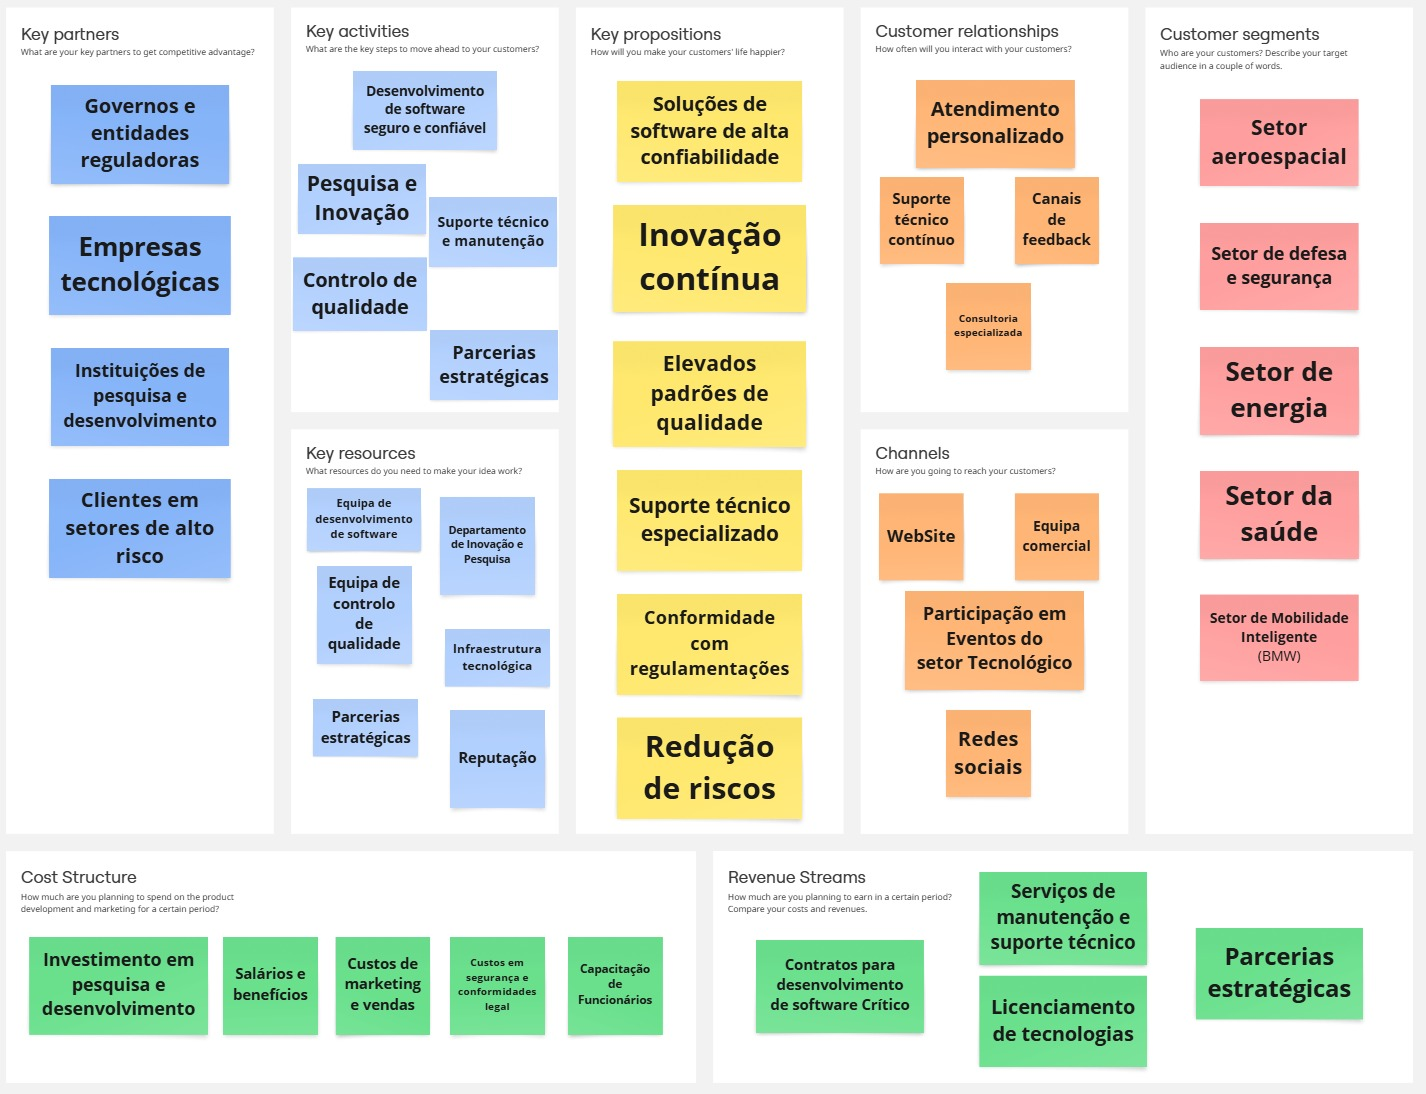 Key partners
What are your key partners to get competitive advantage?
Governos e
entidades
reguladoras
Empresas
tecnológicas
Instituições de
pesquisa e
desenvolvimento
Clientes em
setores de alto
risco
Key activities
What are the key steps to move ahead to your customers?
Desenvolvimento
de software
seguro e confiável
Pesquisa e
Inovação
Suporte técnico
e manutenção
Controlo de
qualidade
Parcerias
estratégicas
Key resources
What resources do you need to make your idea work?
Equipa de
desenvolvimento
de software
Departamento
de Inovação e
Pesquisa
Equipa de
controlo
de
qualidade
Infraestrutura
tecnológica
Parcerias
estratégicas
Reputação
Key propositions
How will you make your customers' life happier?
Soluções de
software de alta
confiabilidade
Inovação
contínua
Elevados
padrões de
qualidade
Suporte técnico
especializado
Conformidade
com
regulamentações
Redução
de riscos
Customer relationships
How often will you interact with your customers?
Atendimento
personalizado
Suporte
técnico
contínuo
Canais
de
feedback
Consultoria
especializada
Channels
How are you going to reach your customers?
WebSite
Equipa
comercial
Participação em
Eventos do
setor Tecnológico
Redes
sociais
Customer segments
Who are your customers? Describe your target
audience in a couple of words.
Setor
aeroespacial
Setor de defesa
e segurança
Setor de
energia
Setor da
saúde
Setor de Mobilidade
Inteligente
(BMW)
Cost Structure
How much are you planning to spend on the product
development and marketing for a certain period?
Investimento em
pesquisa e
desenvolvimento
Salários e
benefícios
Custos de
marketing
e vendas
Custos em
segurança e
conformidades
legal
Capacitação
de
Funcionários
Revenue Streams
How much are you planning to earn in a certain period?
Compare your costs and revenues.
Contratos para
desenvolvimento
de software Crítico
Serviços de
manutenção e
suporte técnico
Licenciamento
de tecnologias
Parcerias
estratégicas